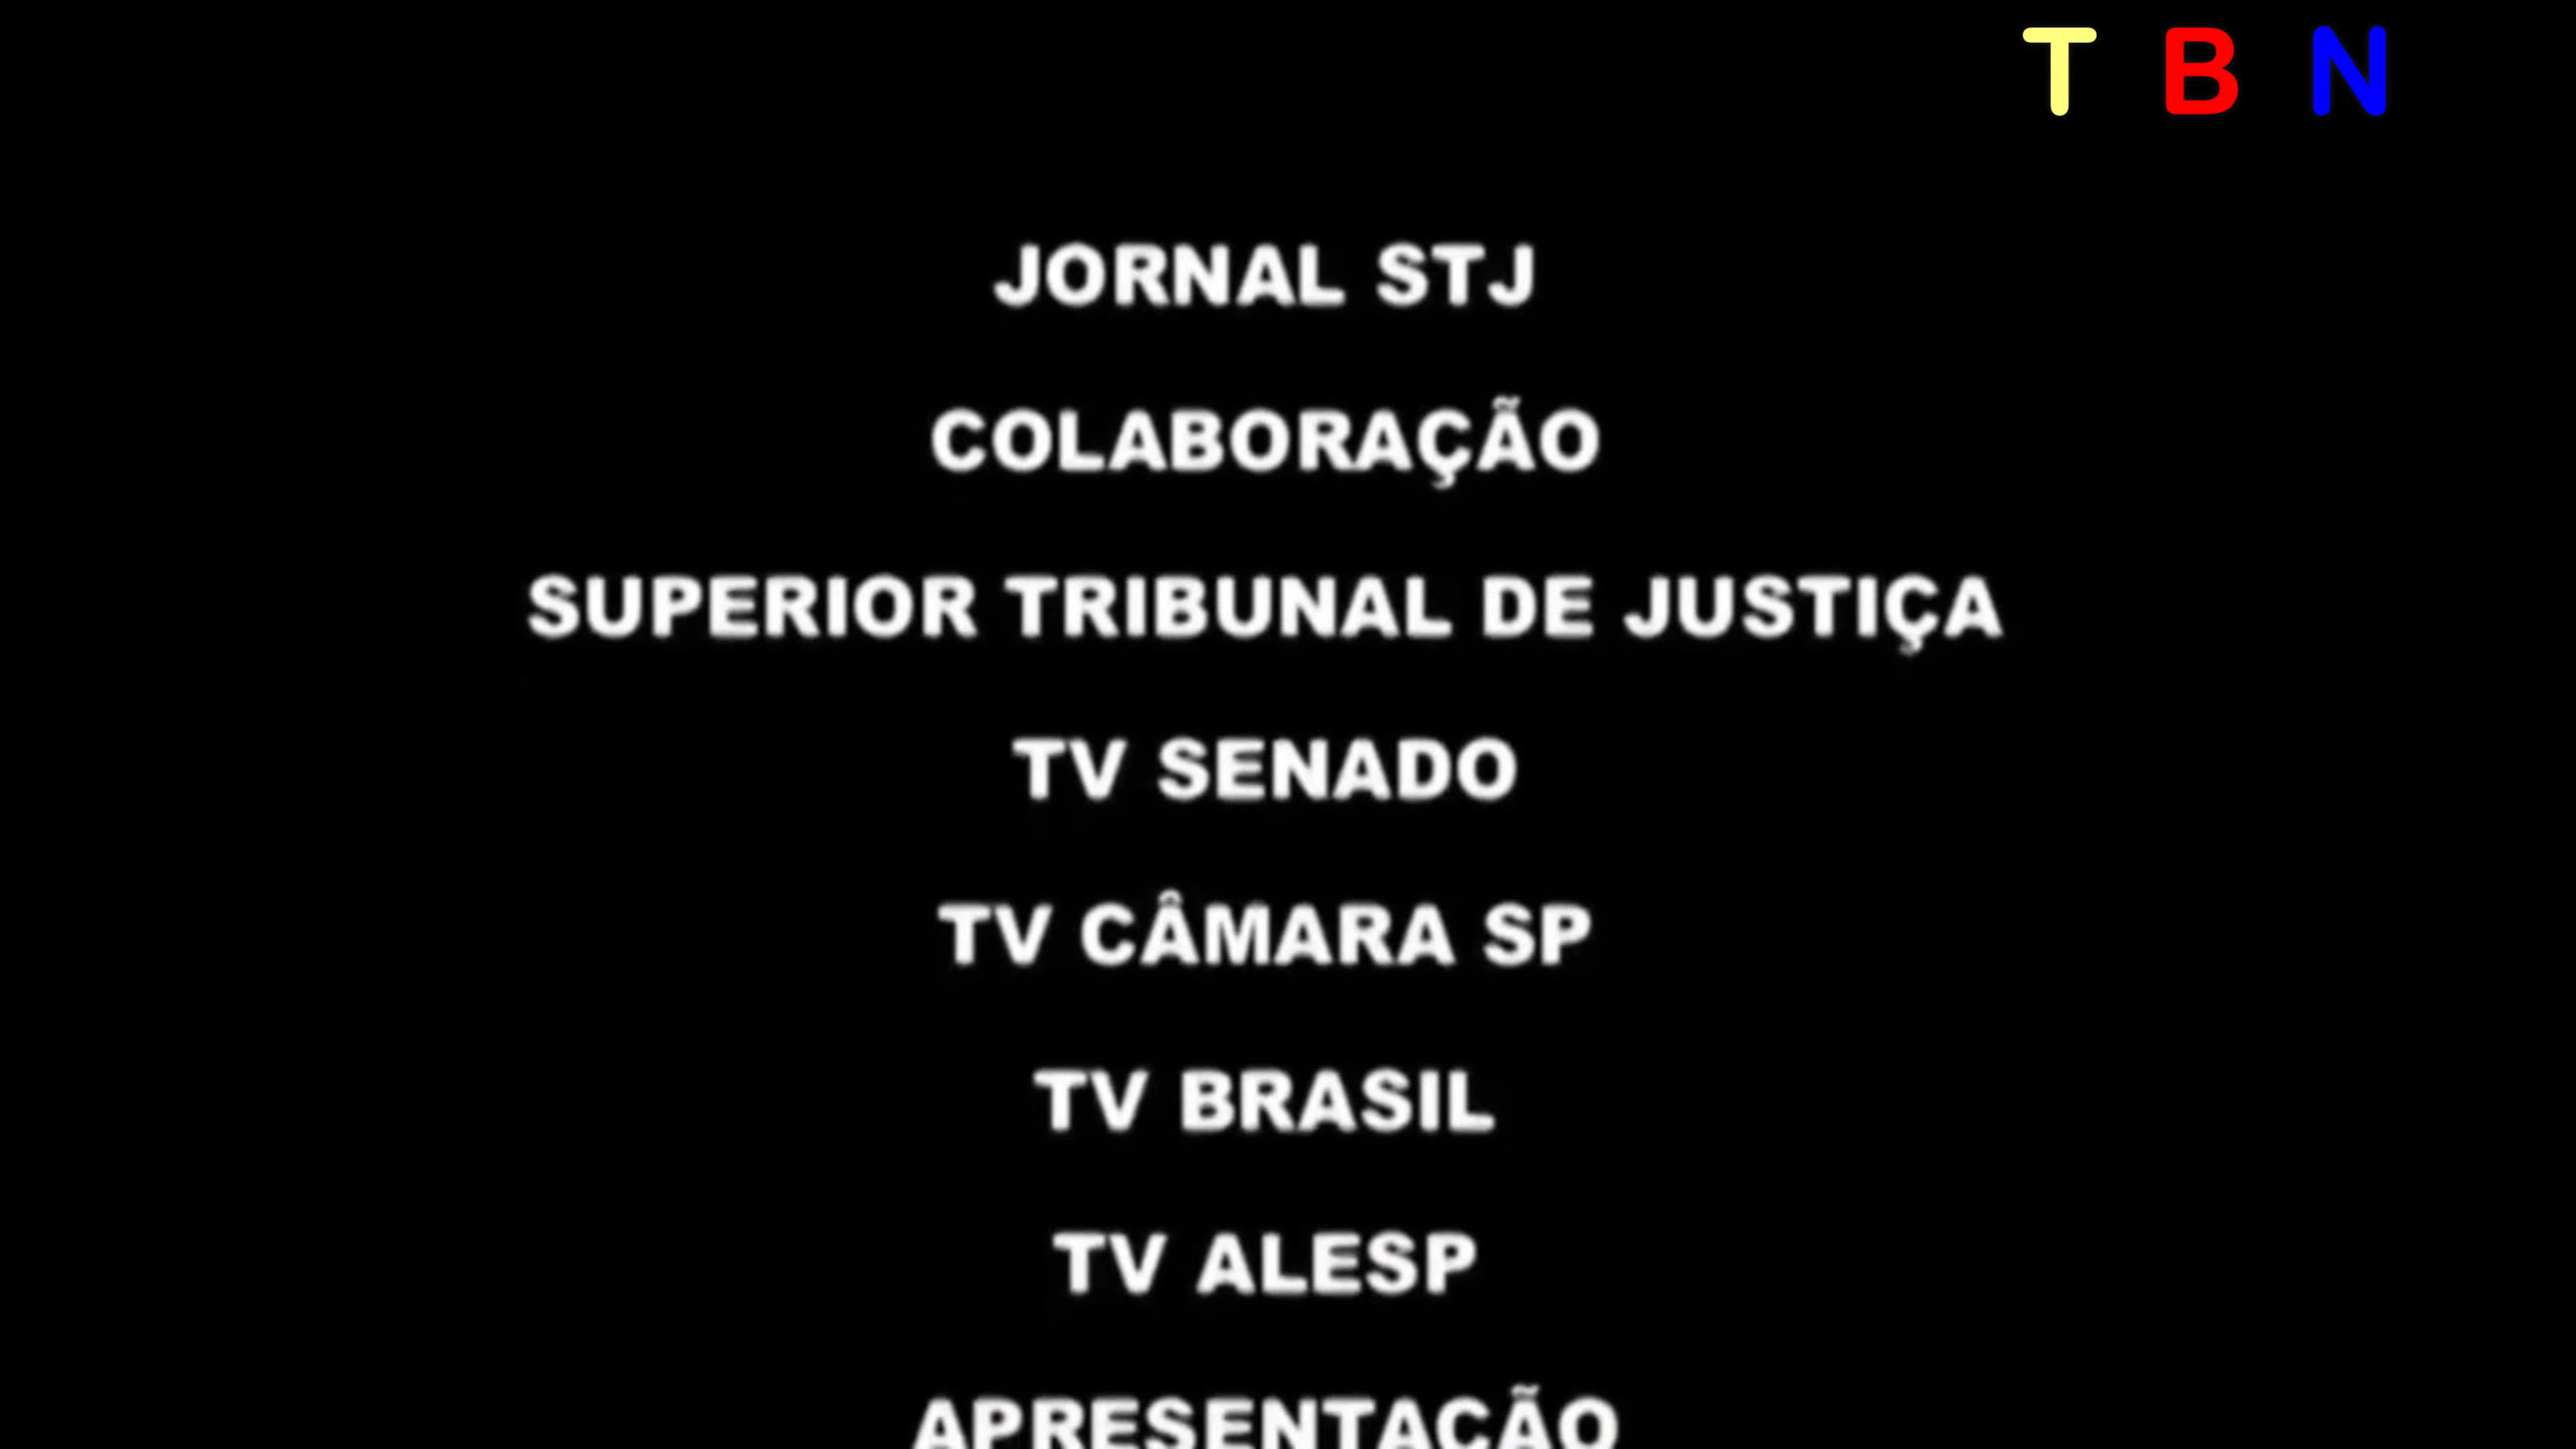 T B N
JORNAL STJ
COLABORAÇÃO
SUPERIOR TRIBUNAL DE JUSTIÇA
TV SENADO
TV CÂMARA SP
TV BRASIL
TV ALESP
APRESENTAÇÃO